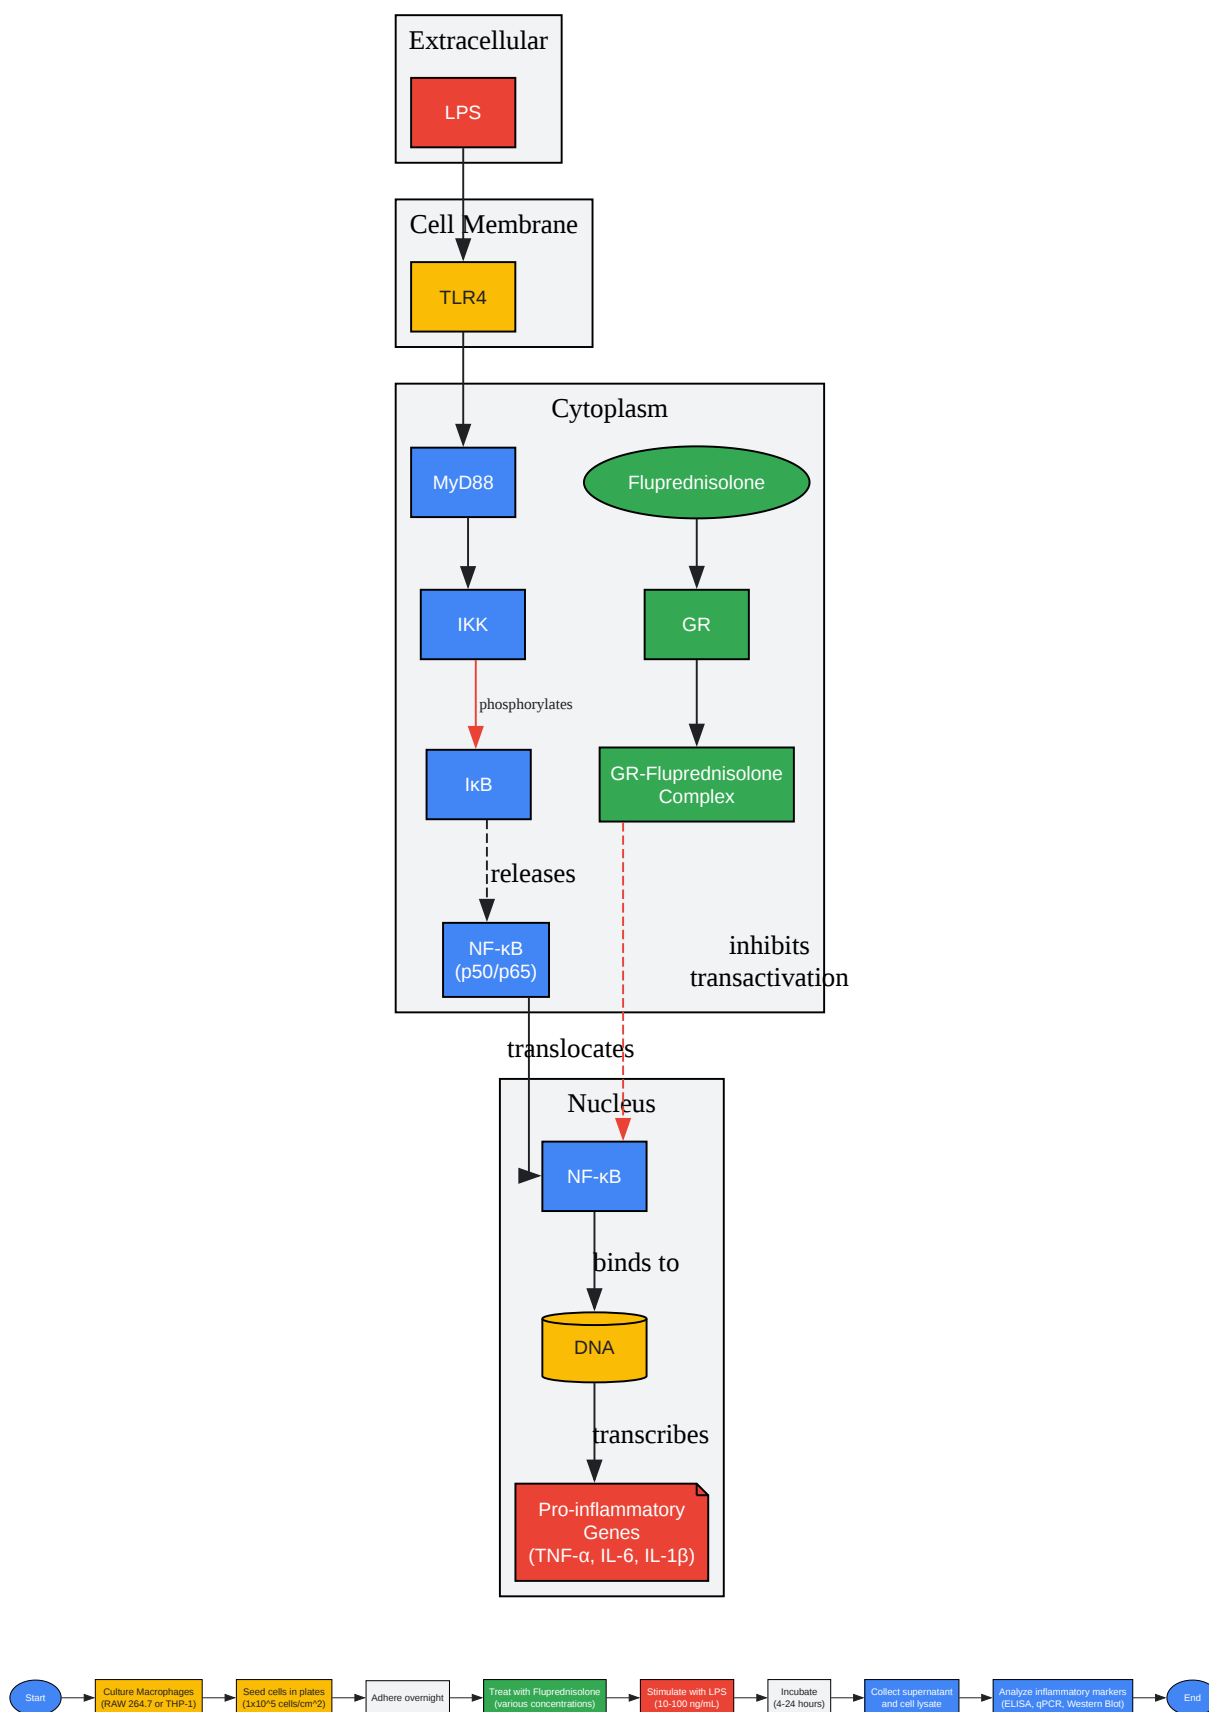 Extracellular
LPS
Cell Membrane
TLR4
Cytoplasm
MyD88
Fluprednisolone
IKK
GR
phosphorylates
IκB
GR-Fluprednisolone
Complex
releases
NF-κB
(p50/p65)
inhibits
transactivation
translocates
Nucleus
NF-κB
binds to
DNA
transcribes
Pro-inflammatory
Genes
(TNF-α, IL-6, IL-1β)
Start
Culture Macrophages
(RAW 264.7 or THP-1)
Seed cells in plates
(1x10^5 cells/cm^2)
Adhere overnight
Treat with Fluprednisolone
(various concentrations)
Stimulate with LPS
(10-100 ng/mL)
Incubate
(4-24 hours)
Collect supernatant
and cell lysate
Analyze inflammatory markers
(ELISA, qPCR, Western Blot)
End